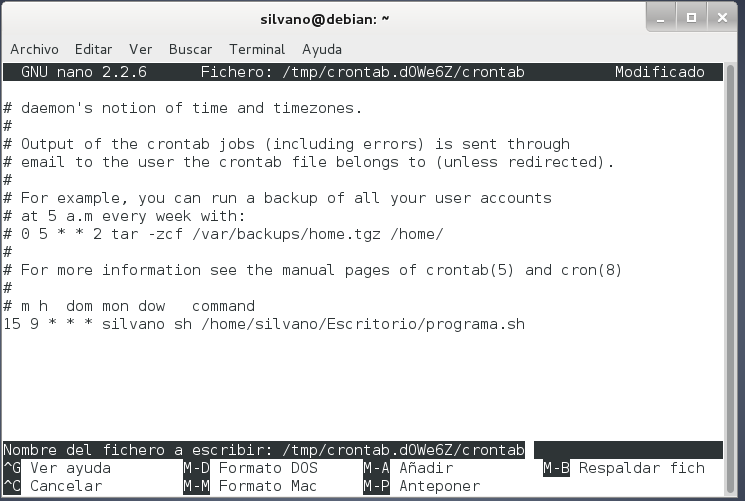 silvano@debian: ~
Archivo Editar Ver Buscar Terminal Ayuda
GNU nano 2.2.6 Fichero: /tmp/crontab.dOWe6Z/crontab Modificado
# daemon's notion of time and timezones.
#
# Output of the crontab jobs (including errors) is sent through
# email to the user the crontab file belongs to (unless redirected).
#
# For example, you can run a backup of all your user accounts
# at 5 a.m every week with:
# 0 5 * * 2 tar -zcf /var/backups/home.tgz /home/
#
# For more information see the manual pages of crontab(5) and cron(8)
#
# m h  dom mon dow   command
15 9 * * * silvano sh /home/silvano/Escritorio/programa.sh
Nombre del fichero a escribir: /tmp/crontab.dOWe6Z/crontab
^G Ver ayuda M-D Formato DOS M-A Añadir M-B Respaldar fich
^C Cancelar M-M Formato Mac M-P Anteponer